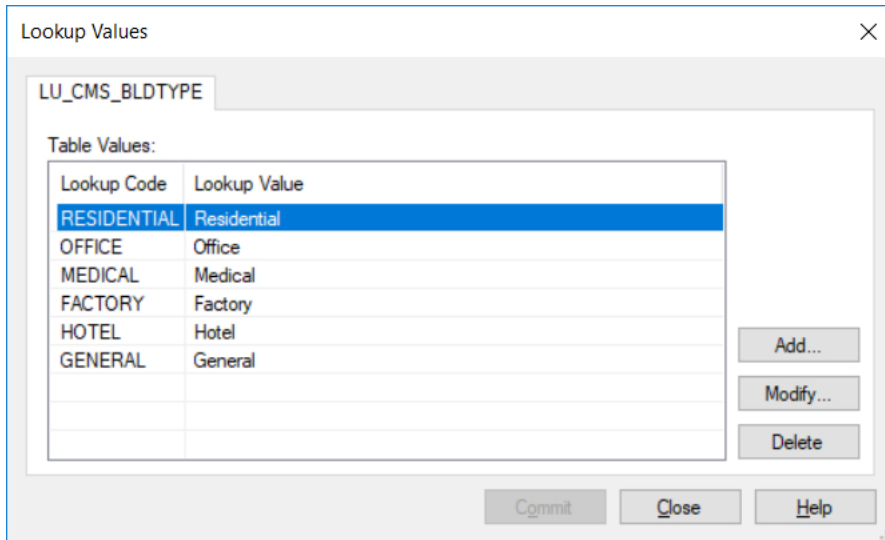 Lookup Values
LU_CMS_BLDTYPE
Table Values:
Lookup Code Lookup Value
RESIDENTIAL Residential
OFFICE Office
MEDICAL Medical
FACTORY Factory
HOTEL Hotel
GENERAL General
Add...
Modify...
Delete
Commit Close Help